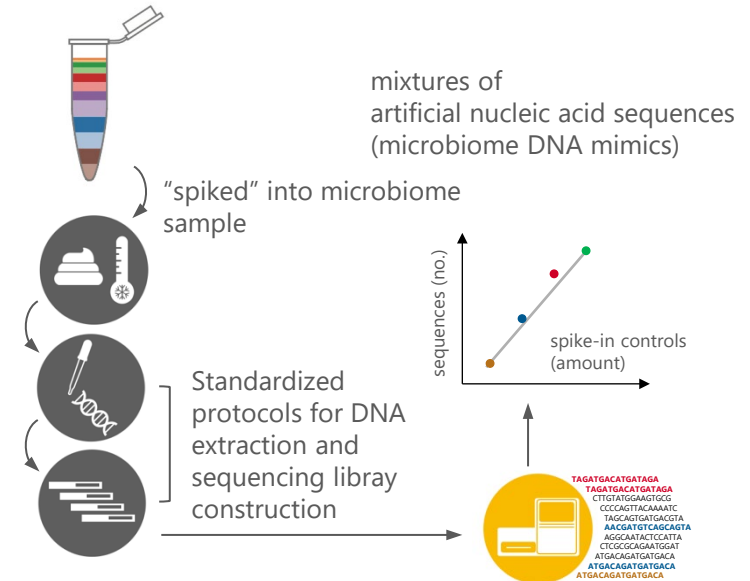 mixtures of
artificial nucleic acid sequences
(microbiome DNA mimics)
“spiked” into microbiome
sample
sequences (no.)
spike-in controls
(amount)
Standardized
protocols for DNA
extraction and
sequencing libray
construction
TAGATGACATGATAGA
TAGATGACATGATAGA
CTTGTATGGAAGTGCG
CCCCAGTTACAAAATC
TAGCAGTGATGACGTA
AACGATGTCAGCAGTA
AGGCAATACTCCATTA
CTCGCGCAGAATGGAT
ATGACAGATGATGACA
ATGACAGATGATGACA
ATGACAGATGATGACA